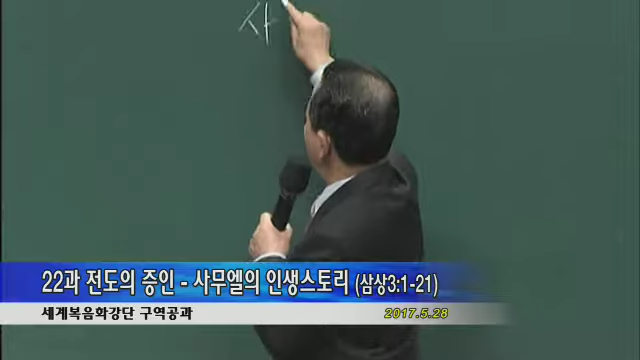 사
22과 전도의 증인 - 사무엘의 인생스토리 (삼상3:1-21)
세계복음화강단 구역공과
2017.5.28